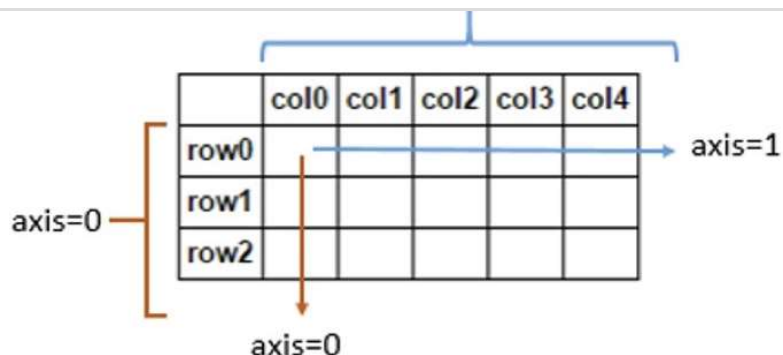 col0 col1 col2 col3 col4
row0
axis=1
row1
axis=0
row2
axis=0